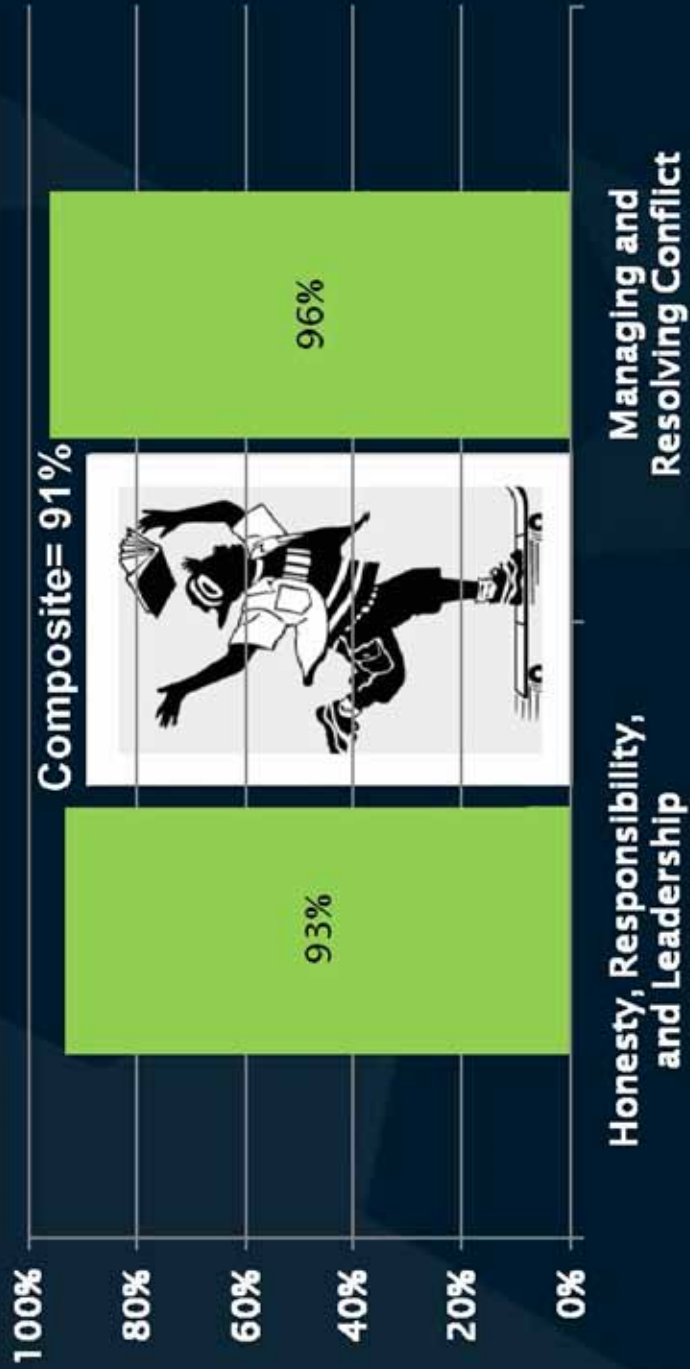 Composite= 91%
100%
80%
60%
40%
20%
0%
93%
96%
Honesty, Responsibility,
and Leadership
Managing and
Resolving Conflict